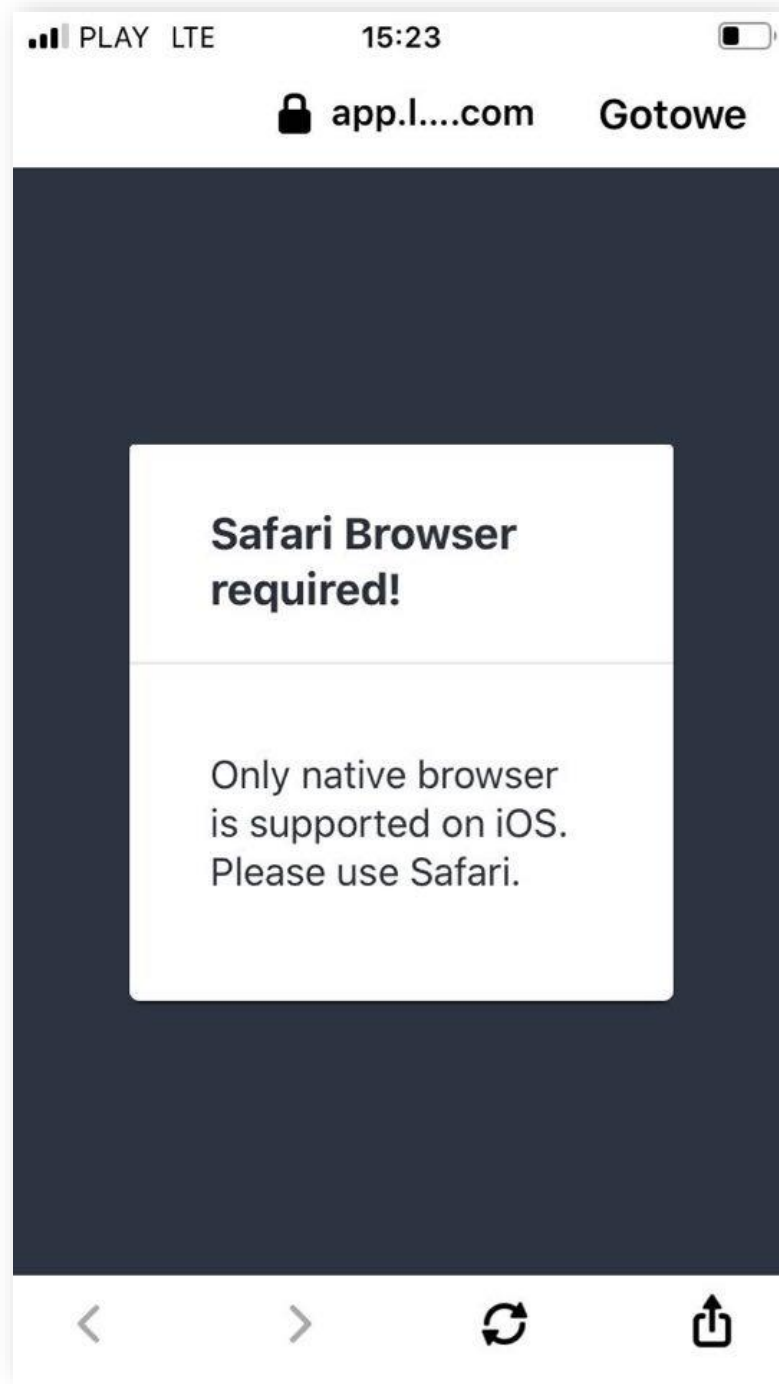 PLAY LTE 15:23
app.l....com Gotowe
Safari Browser
required!
Only native browser
is supported on iOS.
Please use Safari.